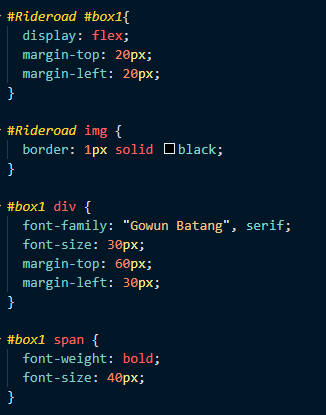 #Rideroad #box1{
display: flex;
margin-top: 20px;
margin-left: 20px;
}
#Rideroad img {
border: 1px solid black;
}
#box1 div {
font-family: "Gowun Batang", serif;
font-size: 30px;
margin-top: 60px;
margin-left: 30px;
}
#box1 span {
font-weight: bold;
font-size: 40px;
}